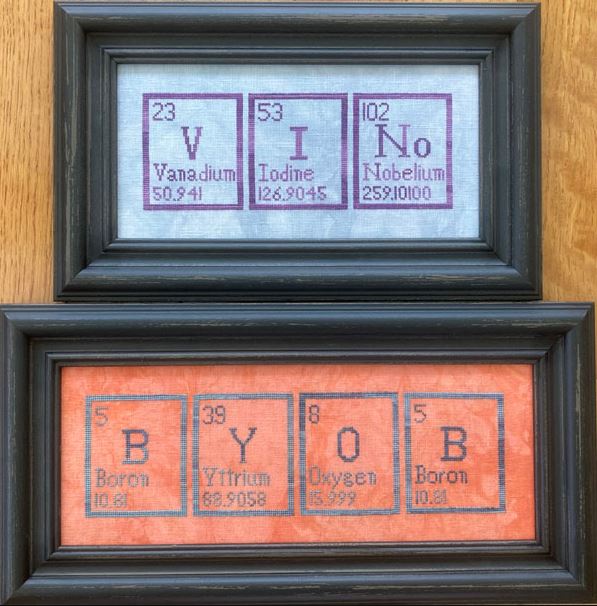 23 53 102
V I No
Vanadium Iodine Nobelium
50.941 126.9045 259.10100
5 39 8 5
B Y O B
Boron Yttrium Oxygen Boron
10.81 88.9058 15.999 10.81